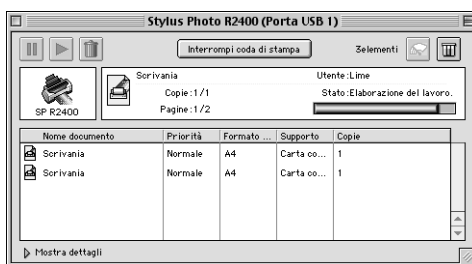 Stylus Photo R2400 (Porta USB 1)
Interrompi coda di stampa
3elementi
SP R2400
Scrivania
Utente:Lime
Copie:1/1
Stato:Elaborazione del lavoro.
Pagine:1/2
Nome documento Priorità Formato ... Supporto Copie
Scrivania Normale A4 Carta co... 1
Scrivania Normale A4 Carta co... 1
Mostra dettagli